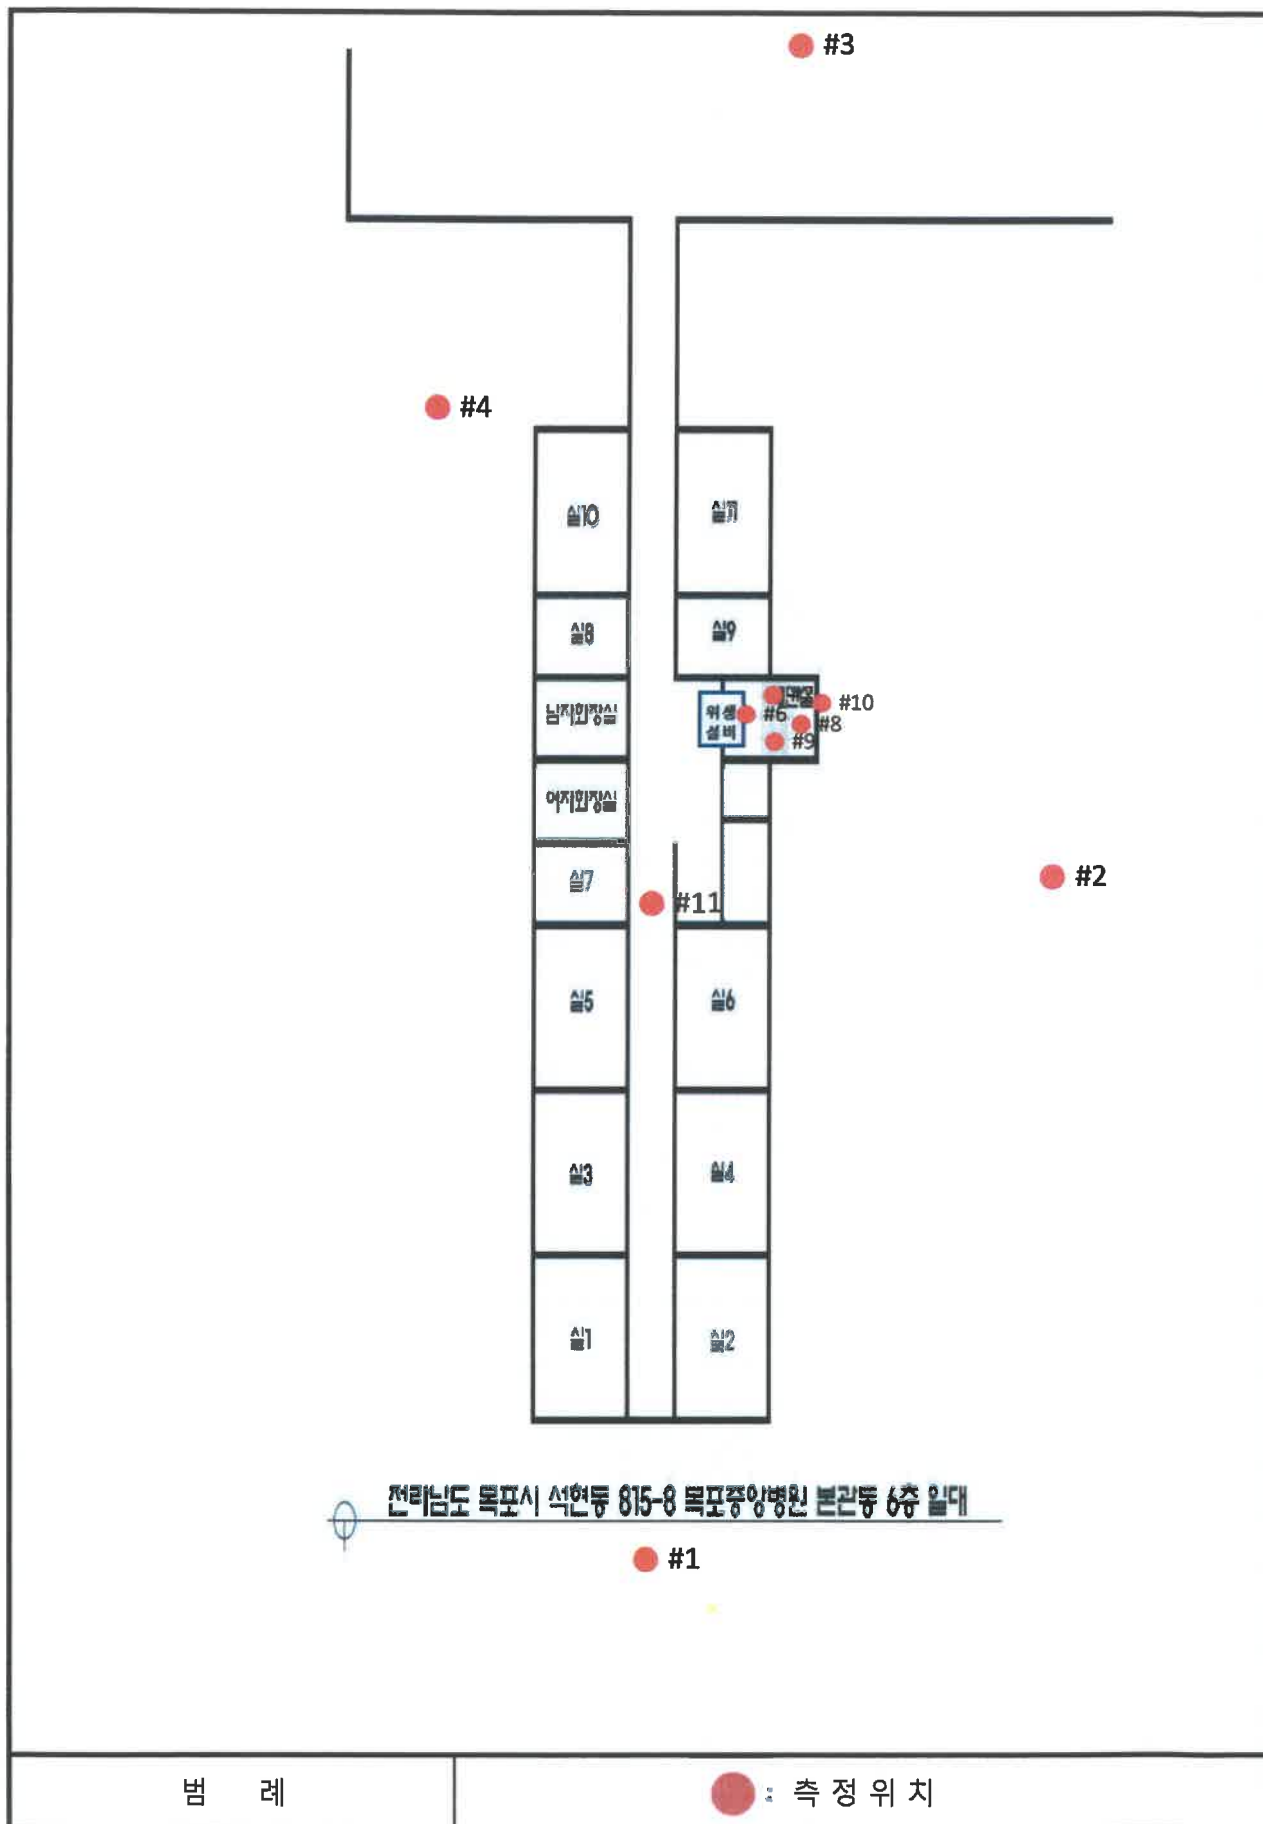 #3
#4
실10
실11
실8
실9
남자화장실
위생
설비
#6
#10
#8
#9
여자화장실
실7
#11
#2
실5
실6
실3
실4
실1
실2
전라남도 목포시 석현동 815-8 목포중앙병원 본관동 6층 일대
#1
범 례
: 측 정 위 치